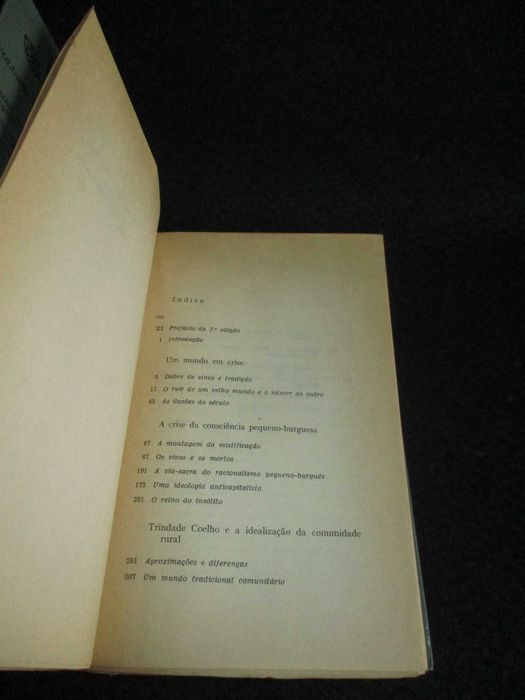 Índice
Pág.
XI Prefácio da 2.ª edição
1 Introdução
Um mundo em crise
5 Dobre de sinos e tradição
11 O ruir de um velho mundo e o nascer de outro
45 As ilusões do século
A crise da consciência pequeno-burguesa
67 A montagem da mistificação
87 Os vivos e os mortos
101 A via-sacra do racionalismo pequeno-burguês
173 Uma ideologia anticapitalista
251 O reino do insólito
Trindade Coelho e a idealização da comunidade
rural
291 Aproximações e diferenças
307 Um mundo tradicional comunitário